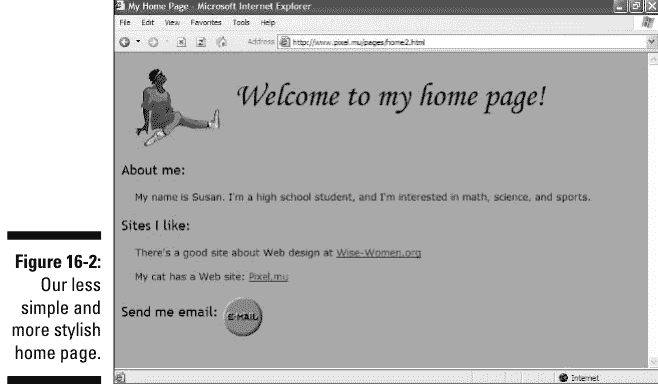 My Home Page - Microsoft Internet Explorer
File Edit View Favorites Tools Help
Address http://www.pixel.mu/pages/home2.html
Welcome to my home page!
About me:
My name is Susan. I'm a high school student, and I'm interested in math, science, and sports.
Sites I like:
There's a good site about Web design at Wise-Women.org
My cat has a Web site: Pixel.mu
Send me email: E-MAIL
Internet
Figure 16-2:
Our less
simple and
more stylish
home page.